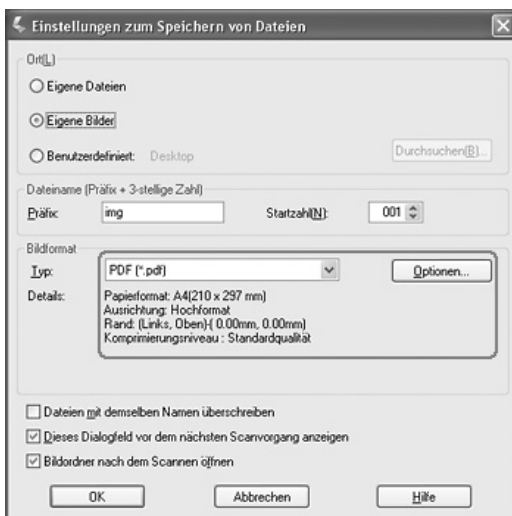 Einstellungen zum Speichern von Dateien
Ort(L)
Eigene Dateien
Eigene Bilder
Benutzerdefiniert: Desktop Durchsuchen(B)...
Dateiname (Präfix + 3-stellige Zahl)
Präfix: img Startzahl(N): 001
Bildformat
Typ: PDF (*.pdf) Optionen...
Details: Papierformat: A4(210 x 297 mm)
Ausrichtung: Hochformat
Rand: (Links, Oben)-( 0.00mm, 0.00mm)
Komprimierungsniveau : Standardqualität
Dateien mit demselben Namen überschreiben
Dieses Dialogfeld vor dem nächsten Scanvorgang anzeigen
Bildordner nach dem Scannen öffnen
OK Abbrechen Hilfe